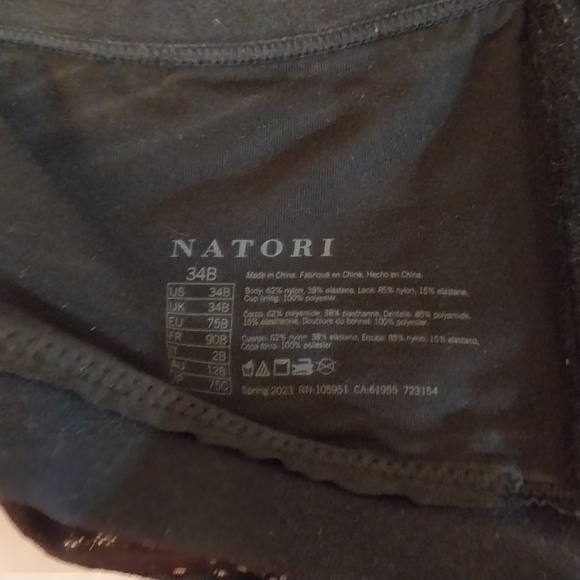 NATORI
34B
US 34B
UK 34B
EU 75B
FR 90B
IT 2B
AU 12B
JP 75C
Made in China. Fabriqué en Chine. Hecho en China.
Body: 62% nylon, 38% elastane. Lace: 85% nylon, 15% elastane.
Cup lining: 100% polyester
Corps: 62% polyamide, 38% élasthanne. Dentelle: 85% polyamide,
15% élasthanne. Doublure du bonnet: 100% polyester.
Cuerpo: 62% nylon 38% elastano. Encaje: 85% nylon, 15% elastano.
Copa forro: 100% poliéster
Spring 2023 RN:105951 CA:61955 723154